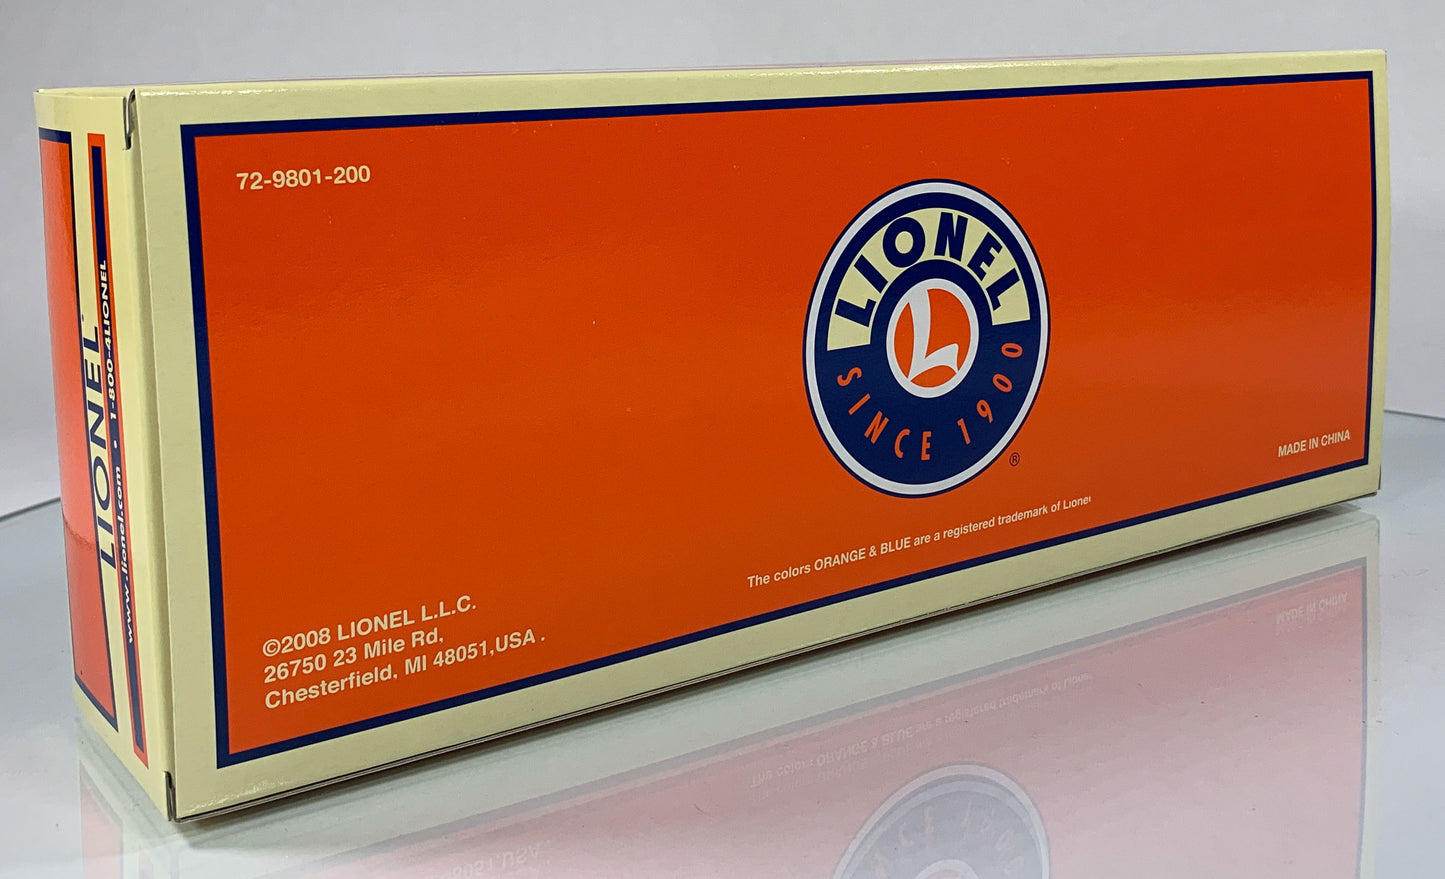 72-9801-200
LIONEL
SINCE 1900
®
MADE IN CHINA
The colors ORANGE & BLUE are a registered trademark of Lionel
©2008 LIONEL L.L.C.
26750 23 Mile Rd,
Chesterfield, MI 48051,USA .
LIONEL
www.lionel.com • 1-800-4LIONEL